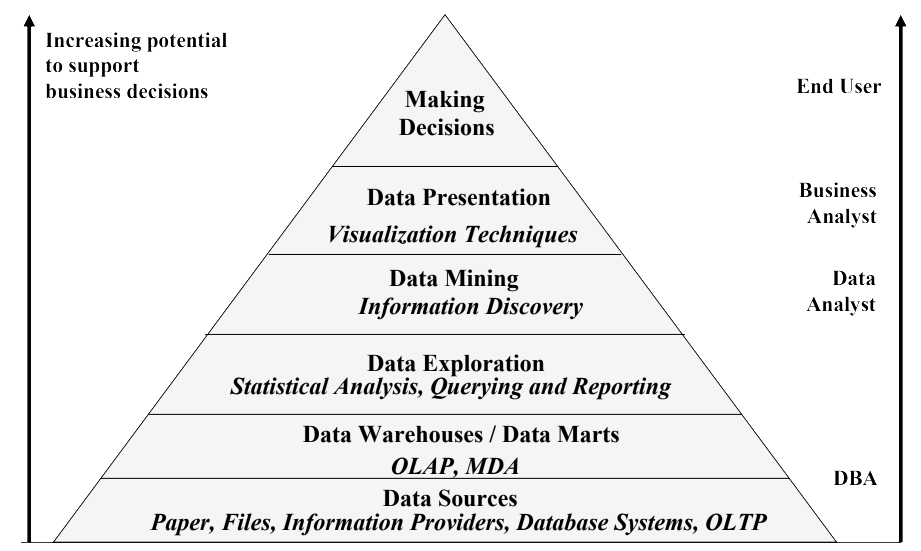 Increasing potential
to support
business decisions
End User
Making
Decisions
Business
Analyst
Data Presentation
Visualization Techniques
Data
Analyst
Data Mining
Information Discovery
Data Exploration
Statistical Analysis, Querying and Reporting
Data Warehouses / Data Marts
OLAP, MDA
DBA
Data Sources
Paper, Files, Information Providers, Database Systems, OLTP